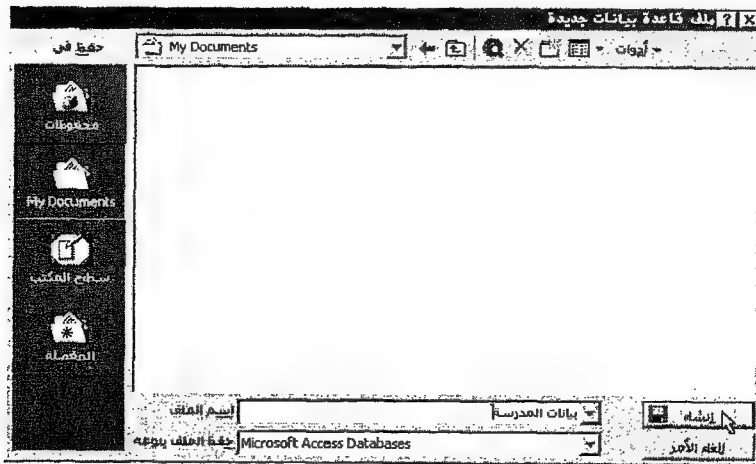 ملف قاعدة بيانات جديدة
حفظ في My Documents أدوات
محفوظات
My Documents
سطح المكتب
المفضلة
اسم الملف بيانات المدرسة إنشاء
حفظ الملف بنوعه Microsoft Access Databases إلغاء الأمر